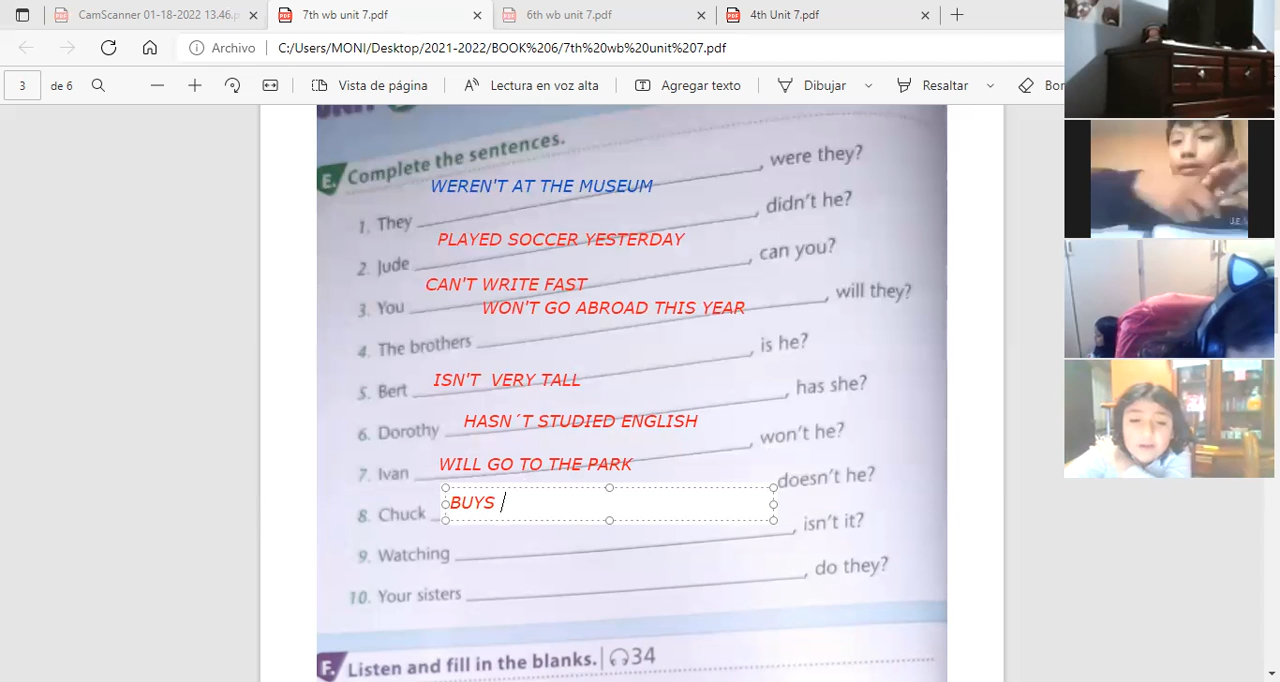 CamScanner 01-18-2022 13.46.p
7th wb unit 7.pdf
6th wb unit 7.pdf
4th Unit 7.pdf
Archivo
C:/Users/MONI/Desktop/2021-2022/BOOK%206/7th%20wb%20unit%207.pdf
3 de 6
Vista de página
Lectura en voz alta
Agregar texto
Dibujar
Resaltar
Bor
E. Complete the sentences.
WEREN'T AT THE MUSEUM
1. They , were they?
PLAYED SOCCER YESTERDAY
2. Jude , didn't he?
CAN'T WRITE FAST
3. You , can you?
WON'T GO ABROAD THIS YEAR
4. The brothers , will they?
ISN'T VERY TALL
5. Bert , is he?
HASN´T STUDIED ENGLISH
6. Dorothy , has she?
WILL GO TO THE PARK
7. Ivan , won't he?
BUYS
8. Chuck doesn't he?
9. Watching , isn't it?
10. Your sisters , do they?
F. Listen and fill in the blanks. 34